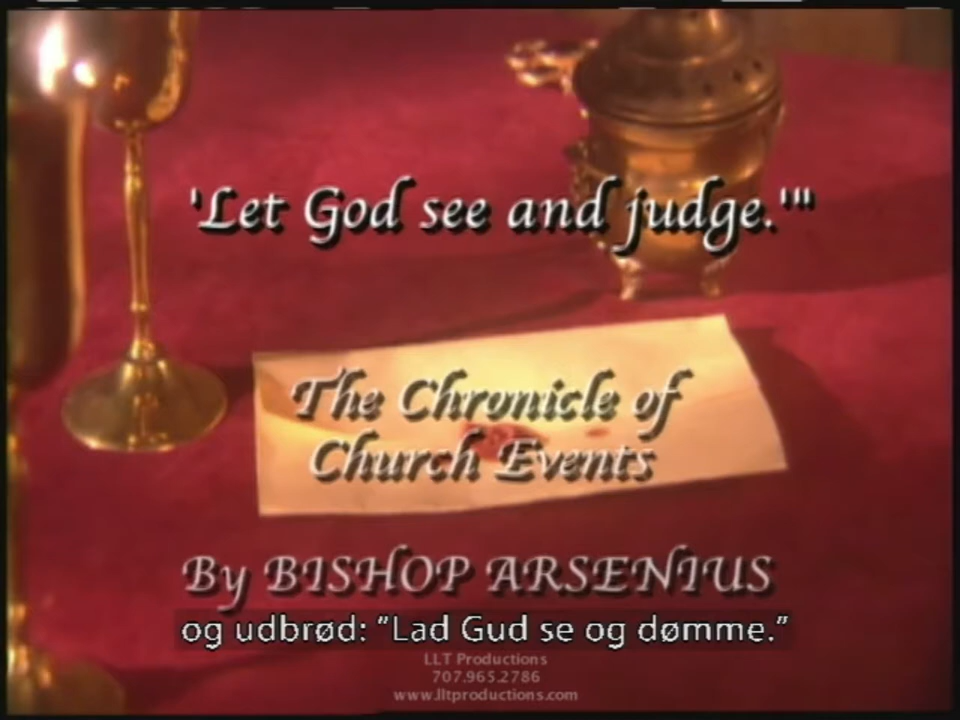 'Let God see and judge.'"
The Chronicle of
Church Events
By BISHOP ARSENIUS
og udbrød: “Lad Gud se og dømme.”
LLT Productions
707.965.2786
www.lltproductions.com